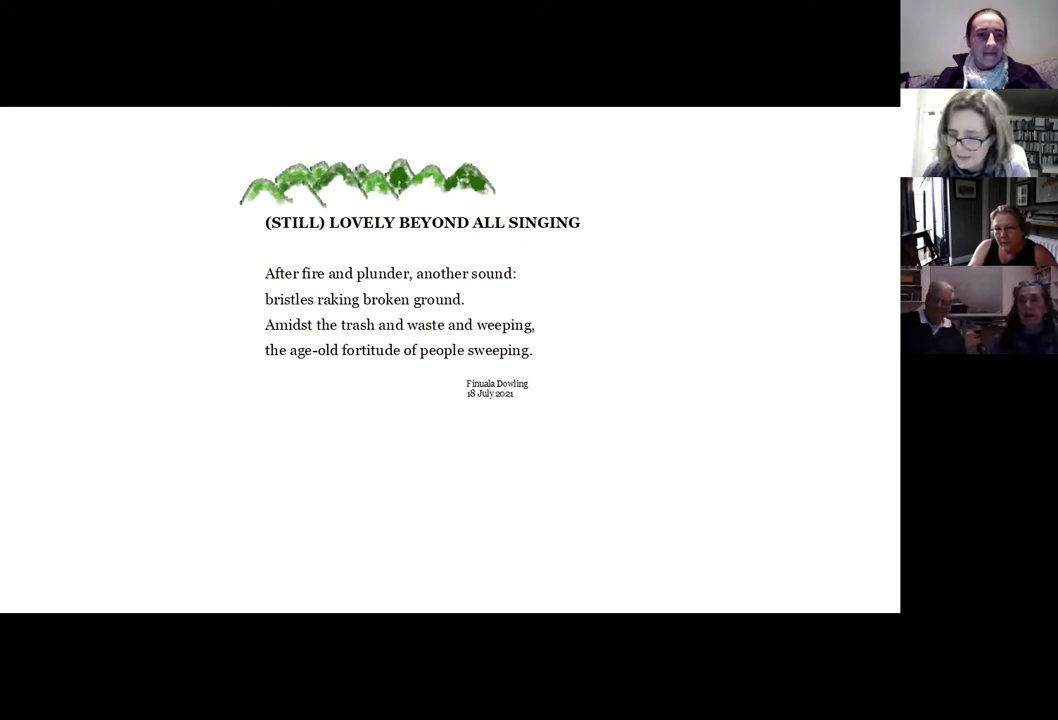 (STILL) LOVELY BEYOND ALL SINGING
After fire and plunder, another sound:
bristles raking broken ground.
Amidst the trash and waste and weeping,
the age-old fortitude of people sweeping.
Finuala Dowling
18 July 2021